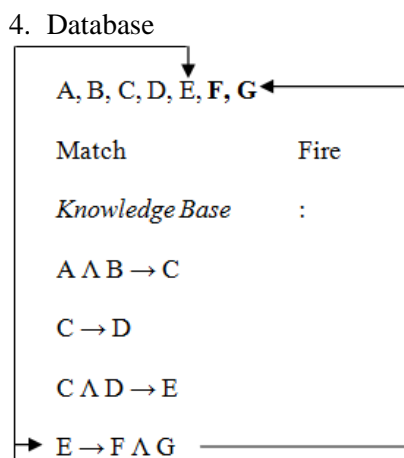 4. Database
A, B, C, D, E, F, G
Match Fire
Knowledge Base :
A Λ B → C
C → D
C Λ D → E
E → F Λ G